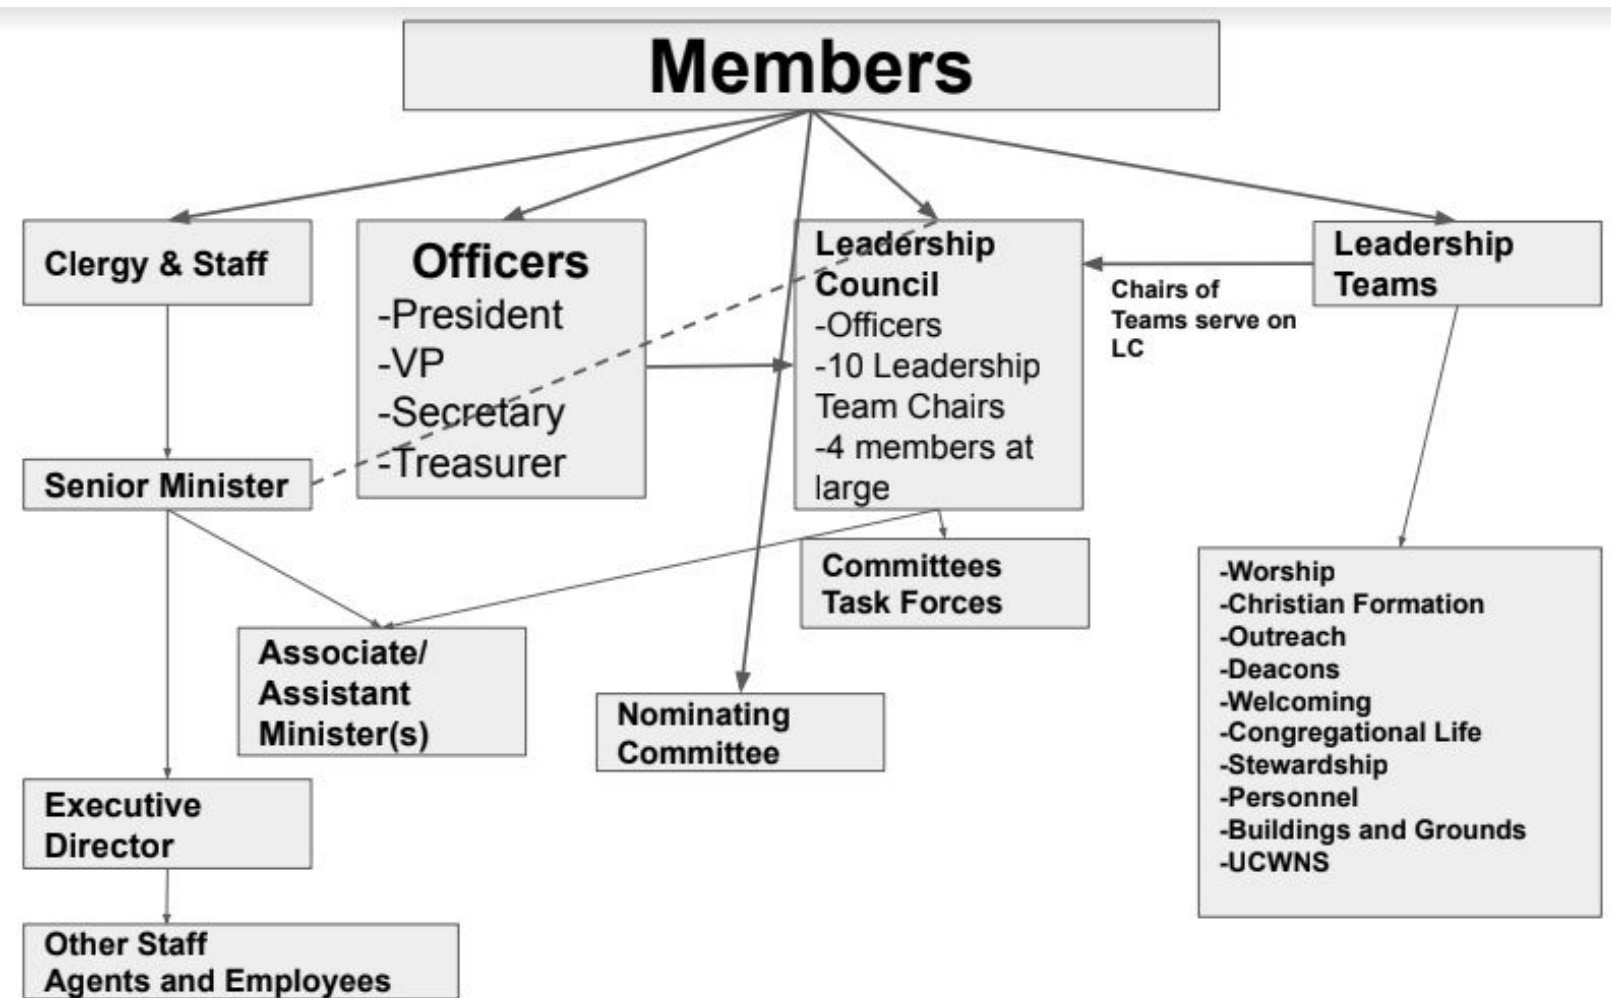 Members
Clergy & Staff
Officers
-President
-VP
-Secretary
-Treasurer
Leadership
Council
-Officers
-10 Leadership
Team Chairs
-4 members at
large
Leadership
Teams
Chairs of
Teams serve on
LC
Senior Minister
Committees
Task Forces
Associate/
Assistant
Minister(s)
Nominating
Committee
-Worship
-Christian Formation
-Outreach
-Deacons
-Welcoming
-Congregational Life
-Stewardship
-Personnel
-Buildings and Grounds
-UCWNS
Executive
Director
Other Staff
Agents and Employees